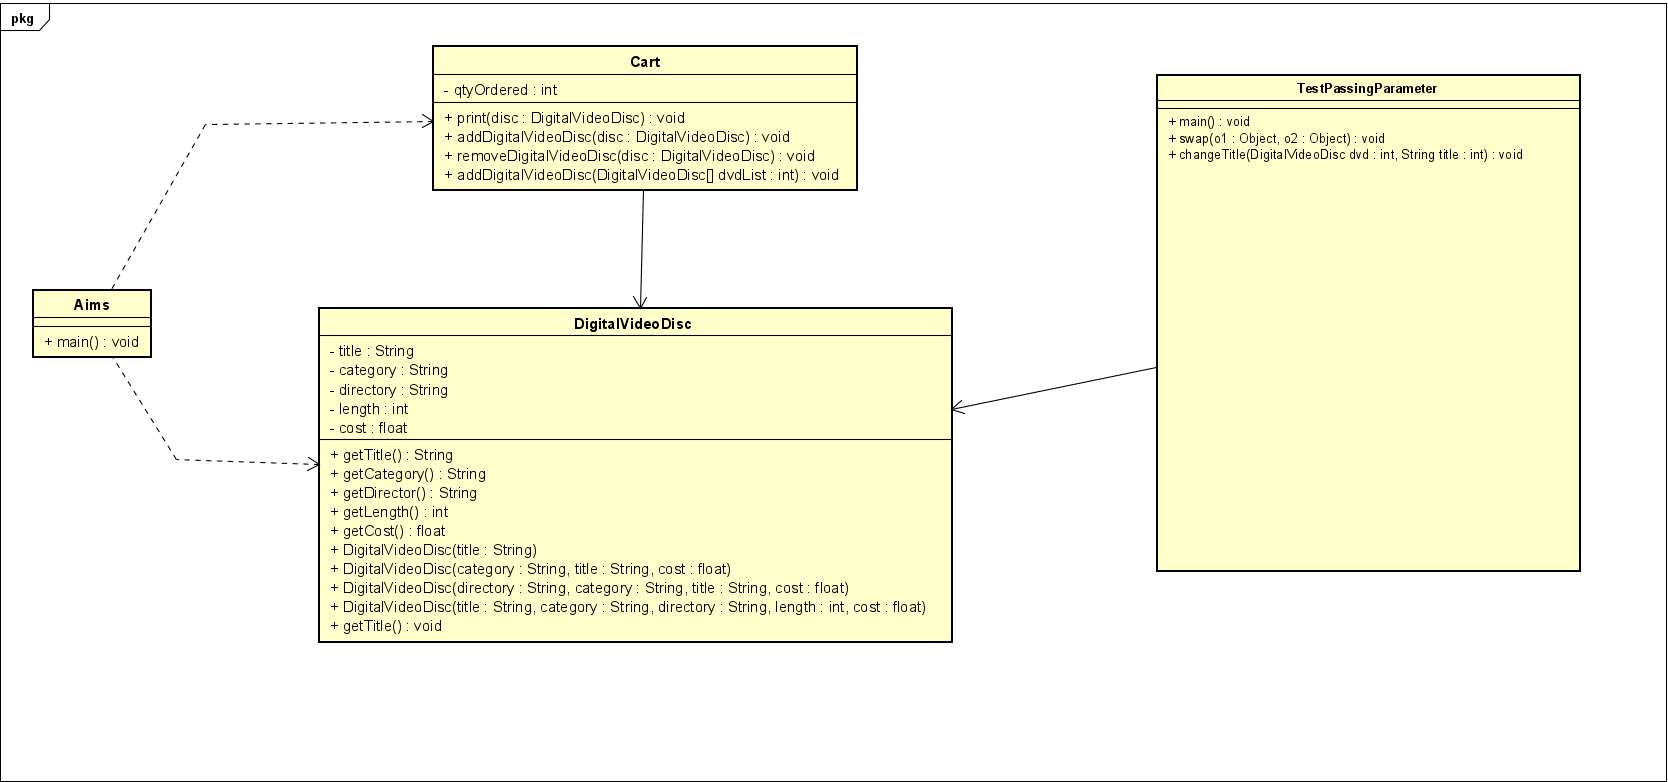 pkg
Cart
- qtyOrdered : int
+ print(disc : DigitalVideoDisc) : void
+ addDigitalVideoDisc(disc : DigitalVideoDisc) : void
+ removeDigitalVideoDisc(disc : DigitalVideoDisc) : void
+ addDigitalVideoDisc(DigitalVideoDisc[] dvdList : int) : void
TestPassingParameter
+ main() : void
+ swap(o1 : Object, o2 : Object) : void
+ changeTitle(DigitalVideoDisc dvd : int, String title : int) : void
Aims
+ main() : void
DigitalVideoDisc
- title : String
- category : String
- directory : String
- length : int
- cost : float
+ getTitle() : String
+ getCategory() : String
+ getDirector() : String
+ getLength() : int
+ getCost() : float
+ DigitalVideoDisc(title : String)
+ DigitalVideoDisc(category : String, title : String, cost : float)
+ DigitalVideoDisc(directory : String, category : String, title : String, cost : float)
+ DigitalVideoDisc(title : String, category : String, directory : String, length : int, cost : float)
+ getTitle() : void